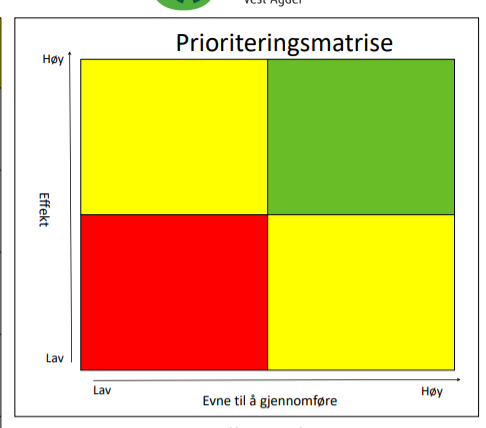 Vest Agder
Prioriteringsmatrise
Høy
Effekt
Lav
Lav
Høy
Evne til å gjennomføre